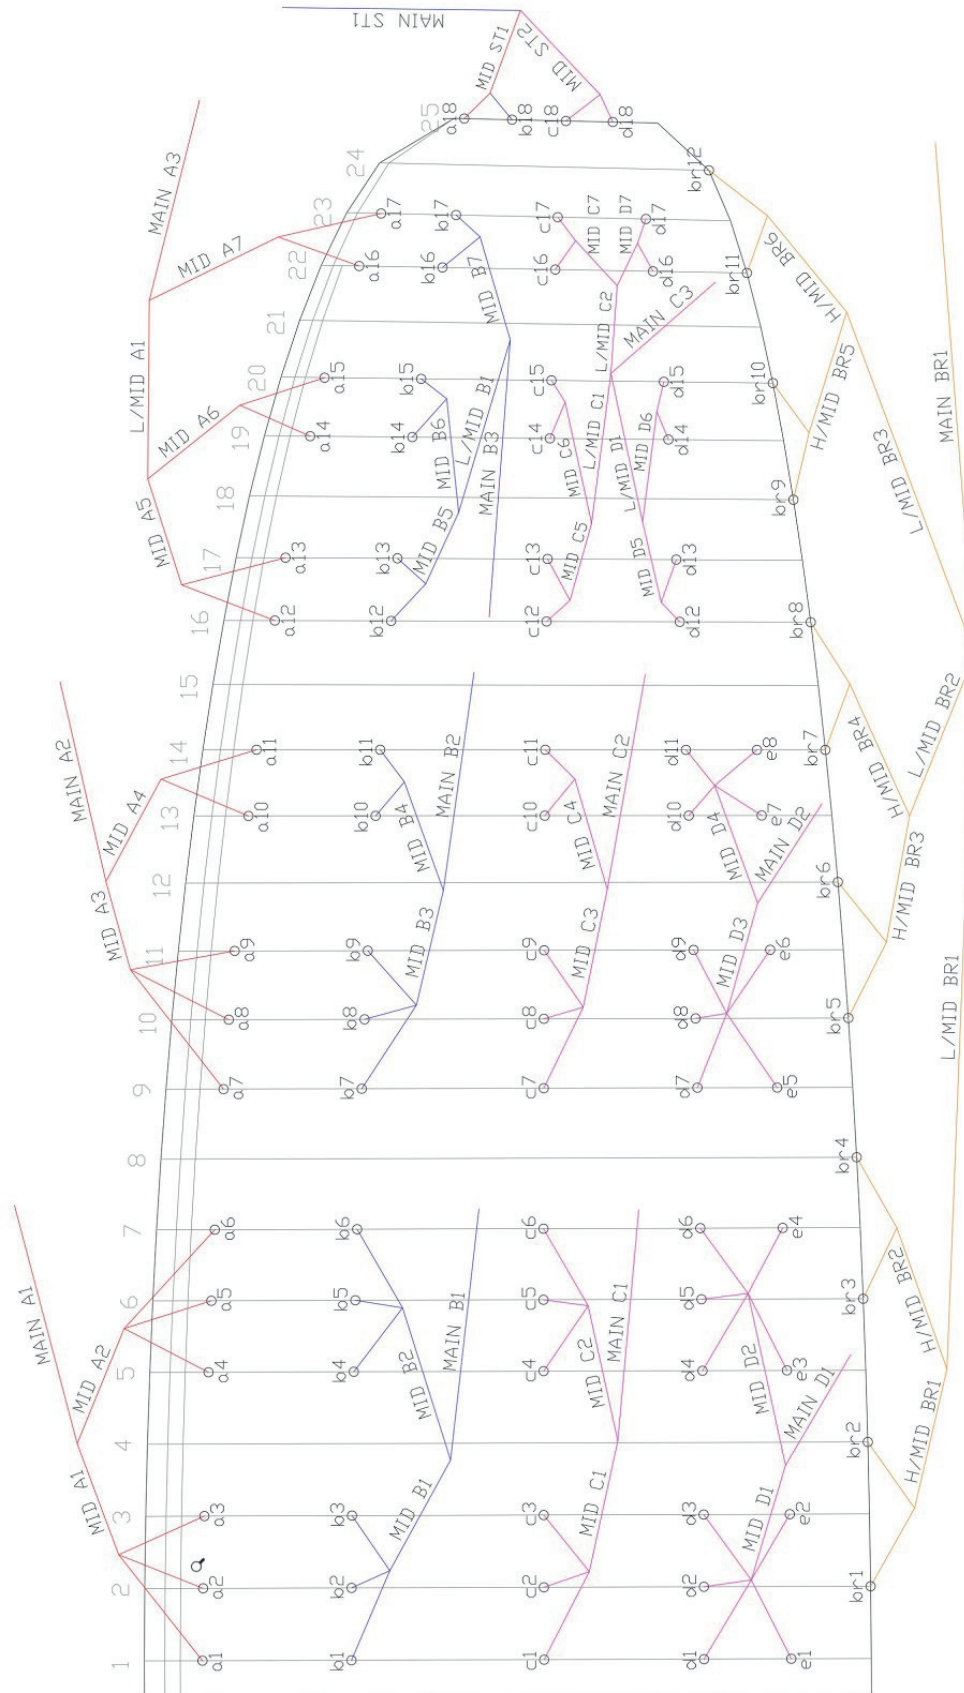 MAIN ST1
MID ST1
MID ST2
25
a18
b18
c18
d18
24
br12
MAIN A3
23
a17
b17
c17
MID C7
MID D7
d17
MID A7
22
a16
b16
MID B7
c16
d16
br11
H/MID BR6
21
L/MID C2
MAIN C3
L/MID A1
20
a15
b15
L/MID B1
c15
d15
br10
H/MID BR5
MAIN BR1
MID A6
19
a14
b14
MID B6
MAIN B3
c14
MID C6
L/MID C1
L/MID D1
MID D6
d14
L/MID BR3
MID A5
18
MID B5
br9
17
a13
b13
c13
MID C5
MID D5
d13
16
a12
b12
c12
d12
br8
15
L/MID BR2
MAIN A2
14
a11
b11
MAIN B2
c11
MAIN C2
d11
e8
br7
H/MID BR4
MID A4
13
a10
b10
MID B4
c10
MID C4
d10
MID D4
e7
MAIN D2
H/MID BR3
MID A3
12
br6
11
a9
b9
MID B3
c9
MID C3
d9
MID D3
e6
10
a8
b8
c8
d8
br5
L/MID BR1
9
a7
b7
c7
d7
e5
8
br4
MAIN A1
7
a6
b6
c6
d6
e4
6
a5
b5
MAIN B1
c5
MAIN C1
d5
br3
H/MID BR2
MID A2
5
a4
b4
MID B2
c4
MID C2
d4
MID D2
e3
MAIN D1
H/MID BR1
4
br2
MID A1
3
a3
b3
MID B1
c3
MID C1
d3
MID D1
e2
2
a2
b2
c2
d2
br1
1
a1
b1
c1
d1
e1